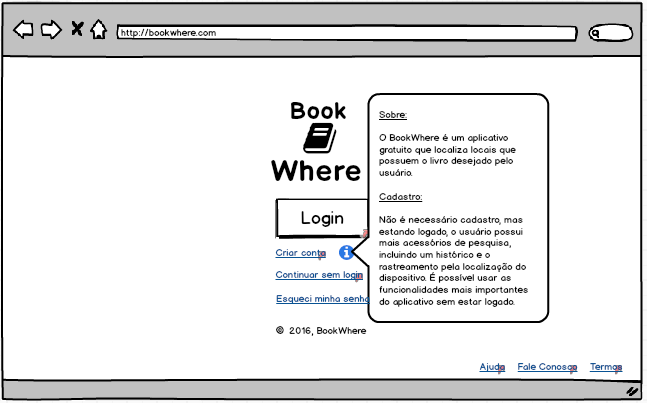 http://bookwhere.com
Book
Where
Login
Criar conta
Continuar sem login
Esqueci minha senha
© 2016, BookWhere
Sobre:
O BookWhere é um aplicativo
gratuito que localiza locais que
possuem o livro desejado pelo
usuário.
Cadastro:
Não é necessário cadastro, mas
estando logado, o usuário possui
mais acessórios de pesquisa,
incluindo um histórico e o
rastreamento pela localização do
dispositivo. É possível usar as
funcionalidades mais importantes
do aplicativo sem estar logado.
Ajuda Fale Conosco Termos